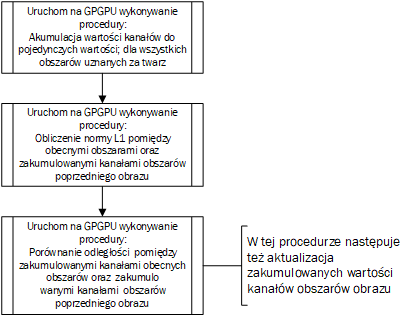 Uruchom na GPGPU wykonywanie
procedury:
Akumulacja wartości kanałów do
pojedynczych wartości; dla wszystkich
obszarów uznanych za twarz
Uruchom na GPGPU wykonywanie
procedury:
Obliczenie normy L1 pomiędzy
obecnymi obszarami oraz
zakumulowanymi kanałami obszarów
poprzedniego obrazu
Uruchom na GPGPU wykonywanie
procedury:
Porównanie odległości pomiędzy
zakumulowanymi kanałami obecnych
obszarów oraz zakumulo
wanymi kanałami obszarów
poprzedniego obrazu
W tej procedurze następuje
też aktualizacja
zakumulowanych wartości
kanałów obszarów obrazu